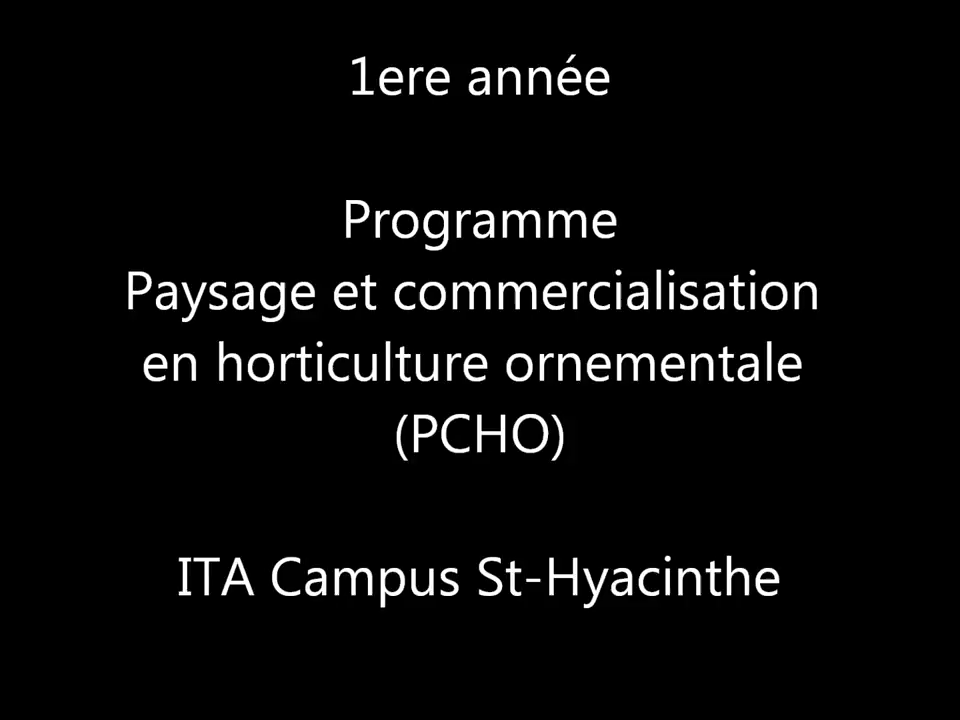 1ere année
Programme
Paysage et commercialisation
en horticulture ornementale
(PCHO)
ITA Campus St-Hyacinthe